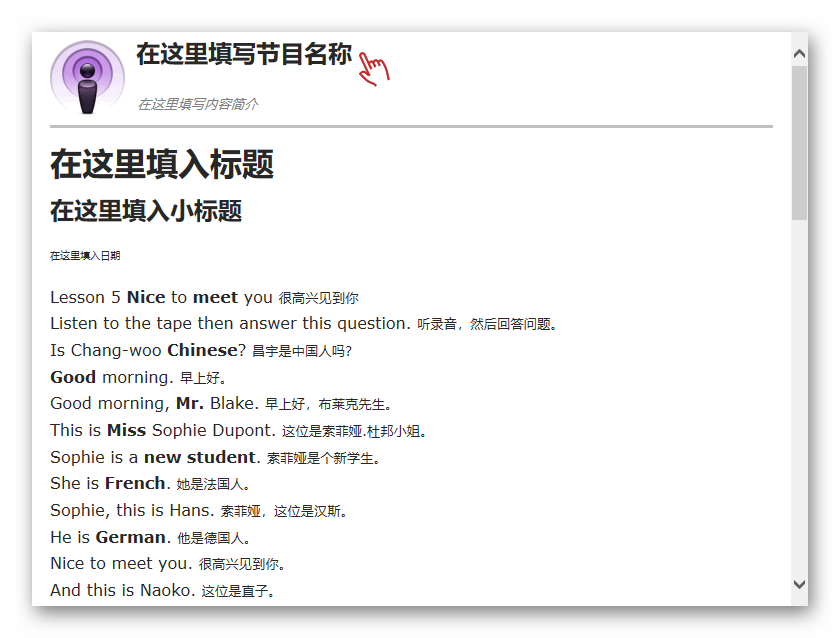 在这里填写节目名称
在这里填写内容简介
在这里填入标题
在这里填入小标题
在这里填入日期
Lesson 5 Nice to meet you 很高兴见到你
Listen to the tape then answer this question. 听录音，然后回答问题。
Is Chang-woo Chinese? 昌宇是中国人吗?
Good morning. 早上好。
Good morning, Mr. Blake. 早上好，布莱克先生。
This is Miss Sophie Dupont. 这位是索菲娅.杜邦小姐。
Sophie is a new student. 索菲娅是个新学生。
She is French. 她是法国人。
Sophie, this is Hans. 索菲娅，这位是汉斯。
He is German. 他是德国人。
Nice to meet you. 很高兴见到你。
And this is Naoko. 这位是直子。